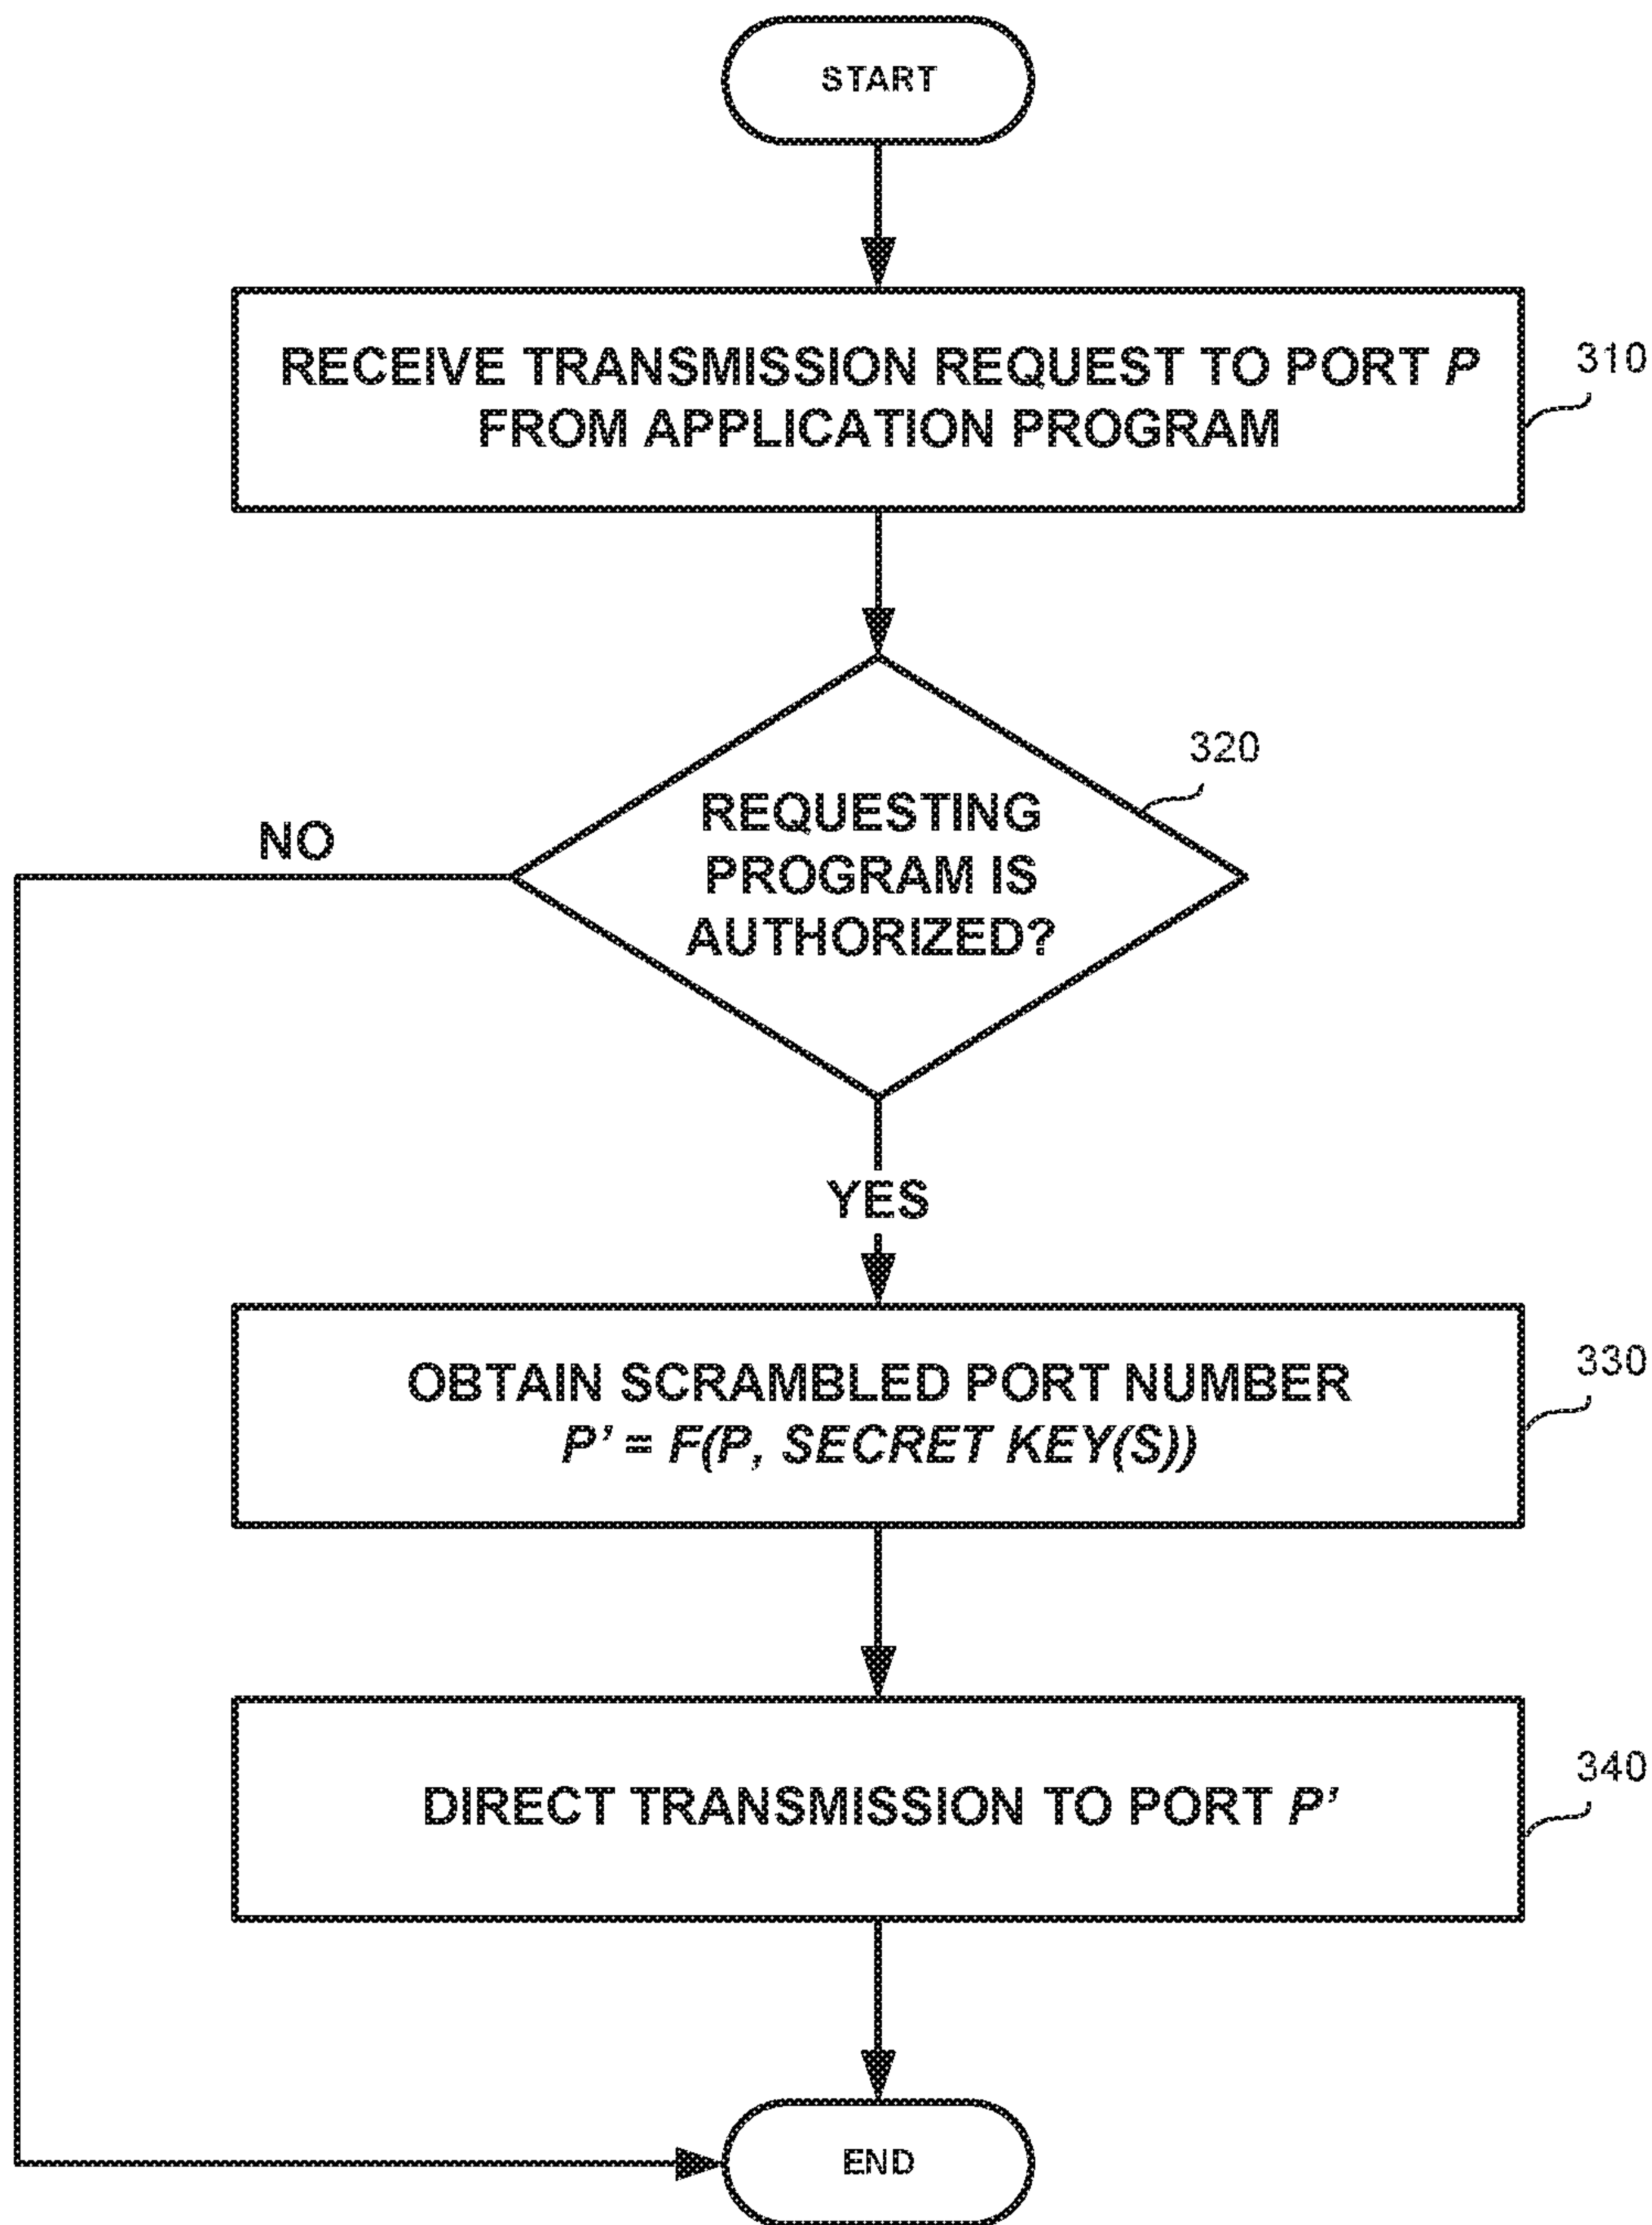 START
RECEIVE TRANSMISSION REQUEST TO PORT P
FROM APPLICATION PROGRAM
310
REQUESTING
PROGRAM IS
AUTHORIZED?
320
NO
YES
OBTAIN SCRAMBLED PORT NUMBER
P' = F(P, SECRET KEY(S))
330
DIRECT TRANSMISSION TO PORT P'
340
END